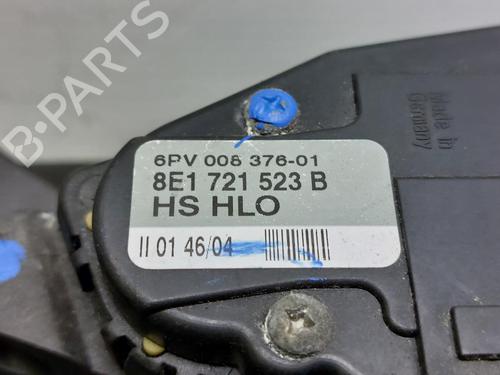 Made in
Germany
6PV 008 376-01
8E1 721 523 B
HS HLO
II 01 46/04
B-PARTS